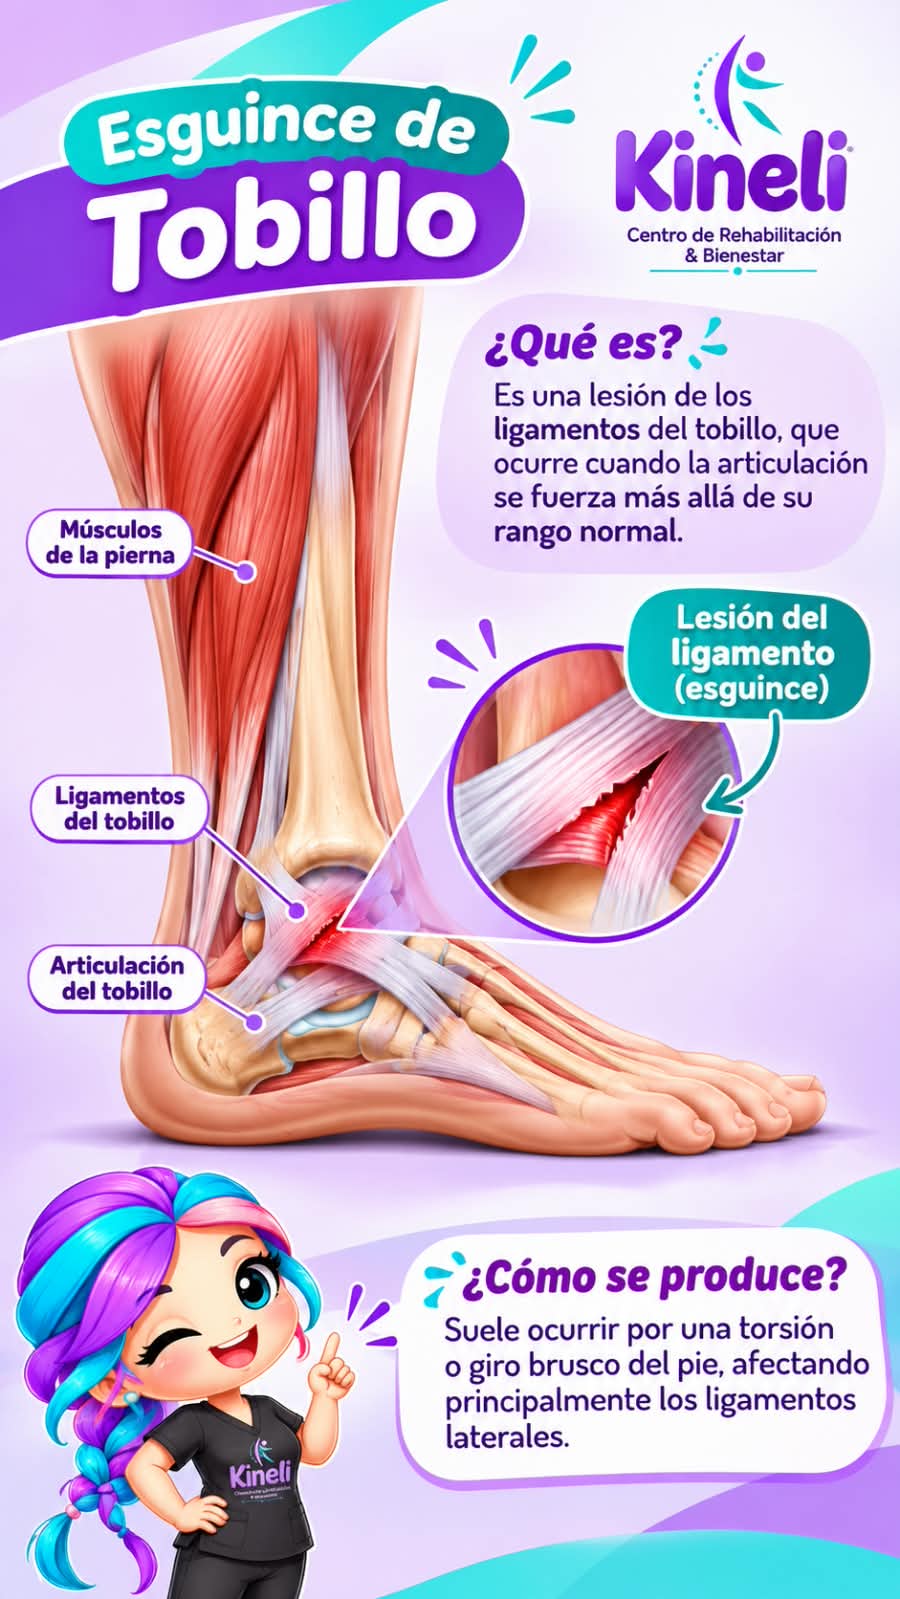 Esguince de
Tobillo
Kineli
Centro de Rehabilitación
& Bienestar
¿Qué es?
Es una lesión de los
ligamentos del tobillo, que
ocurre cuando la articulación
se fuerza más allá de su
rango normal.
Músculos
de la pierna
Lesión del
ligamento
(esguince)
Ligamentos
del tobillo
Articulación
del tobillo
¿Cómo se produce?
Suele ocurrir por una torsión
o giro brusco del pie, afectando
principalmente los ligamentos
laterales.
Kineli